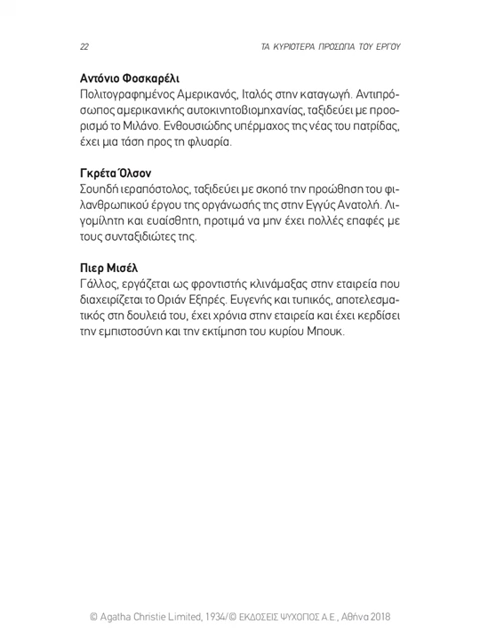 22
ΤΑ ΚΥΡΙΟΤΕΡΑ ΠΡΟΣΩΠΑ ΤΟΥ ΕΡΓΟΥ
Αντόνιο Φοσκαρέλι
Πολιτογραφημένος Αμερικανός, Ιταλός στην καταγωγή. Αντιπρό-
σωπος αμερικανικής αυτοκινητοβιομηχανίας, ταξιδεύει με προο-
ρισμό το Μιλάνο. Ενθουσιώδης υπέρμαχος της νέας του πατρίδας,
έχει μια τάση προς τη φλυαρία.
Γκρέτα Όλσον
Σουηδή ιεραπόστολος, ταξιδεύει με σκοπό την προώθηση του φι-
λανθρωπικού έργου της οργάνωσής της στην Εγγύς Ανατολή. Λι-
γομίλητη και ευαίσθητη, προτιμά να μην έχει πολλές επαφές με
τους συνταξιδιώτες της.
Πιερ Μισέλ
Γάλλος, εργάζεται ως φροντιστής κλινάμαξας στην εταιρεία που
διαχειρίζεται το Οριάν Εξπρές. Ευγενής και τυπικός, αποτελεσμα-
τικός στη δουλειά του, έχει χρόνια στην εταιρεία και έχει κερδίσει
την εμπιστοσύνη και την εκτίμηση του κυρίου Μπουκ.
© Agatha Christie Limited, 1934/© ΕΚΔΟΣΕΙΣ ΨΥΧΟΓΙΟΣ Α.Ε., Αθήνα 2018